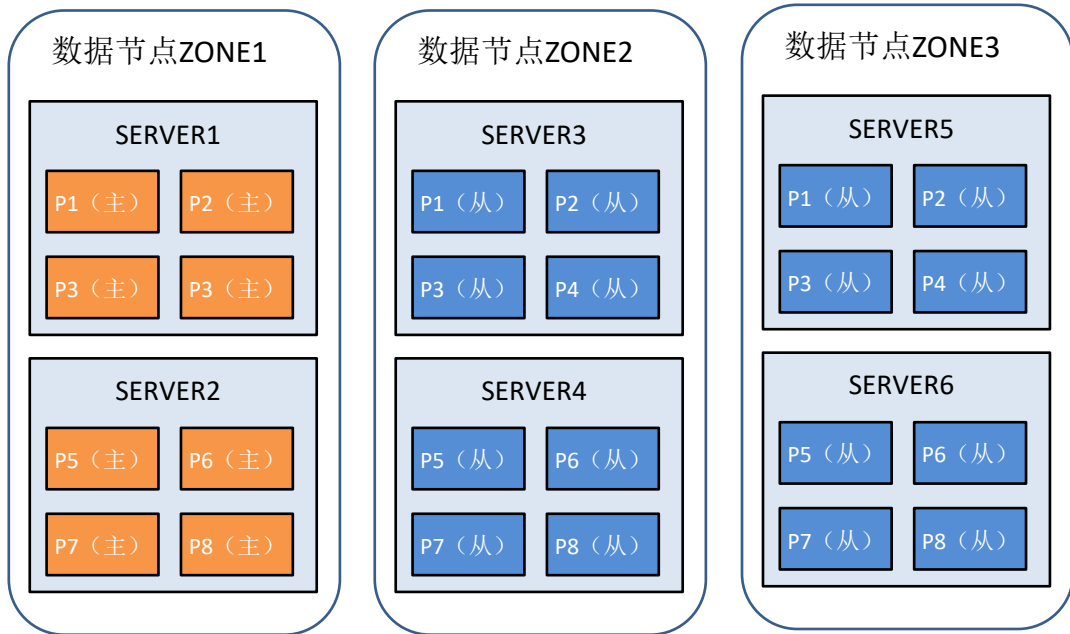 数据节点ZONE1
SERVER1
P1（主） P2（主）
P3（主） P3（主）
SERVER2
P5（主） P6（主）
P7（主） P8（主）
数据节点ZONE2
SERVER3
P1（从） P2（从）
P3（从） P4（从）
SERVER4
P5（从） P6（从）
P7（从） P8（从）
数据节点ZONE3
SERVER5
P1（从） P2（从）
P3（从） P4（从）
SERVER6
P5（从） P6（从）
P7（从） P8（从）